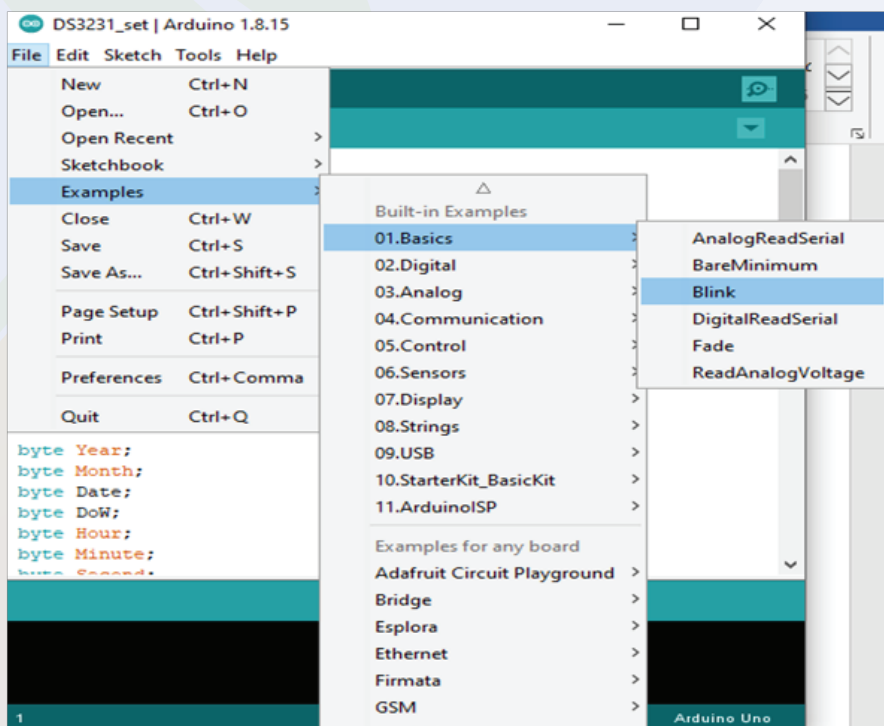 DS3231_set | Arduino 1.8.15
File Edit Sketch Tools Help
New Ctrl+N
Open... Ctrl+O
Open Recent
Sketchbook
Examples
Close Ctrl+W
Save Ctrl+S
Save As... Ctrl+Shift+S
Page Setup Ctrl+Shift+P
Print Ctrl+P
Preferences Ctrl+Comma
Quit Ctrl+Q
Built-in Examples
01.Basics
02.Digital
03.Analog
04.Communication
05.Control
06.Sensors
07.Display
08.Strings
09.USB
10.StarterKit_BasicKit
11.ArduinoISP
Examples for any board
Adafruit Circuit Playground
Bridge
Esplora
Ethernet
Firmata
GSM
AnalogReadSerial
BareMinimum
Blink
DigitalReadSerial
Fade
ReadAnalogVoltage
byte Year;
byte Month;
byte Date;
byte DoW;
byte Hour;
byte Minute;
byte Second;
1
Arduino Uno